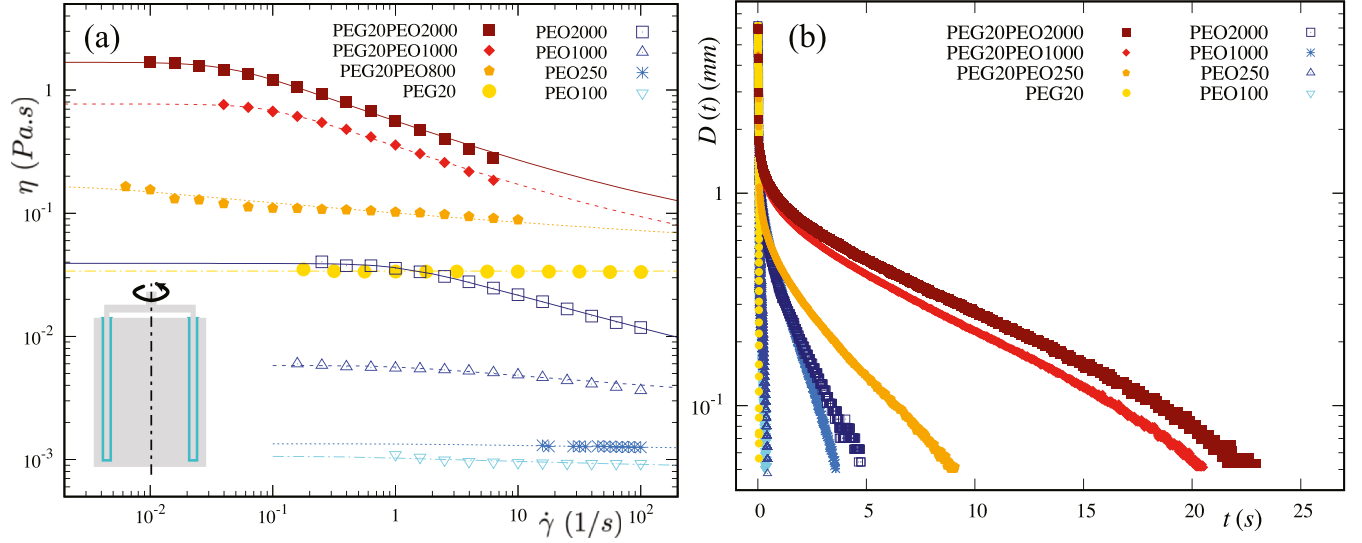 (a)
PEG20PEO2000
PEG20PEO1000
PEG20PEO800
PEG20
PEO2000
PEO1000
PEO250
PEO100
η (Pa.s)
1
10⁻¹
10⁻²
10⁻³
10⁻² 10⁻¹ 1 10 10²
γ̇ (1/s)
(b)
PEG20PEO2000
PEG20PEO1000
PEG20PEO250
PEG20
PEO2000
PEO1000
PEO250
PEO100
D (t) (mm)
1
10⁻¹
0 5 10 15 20 25
t (s)